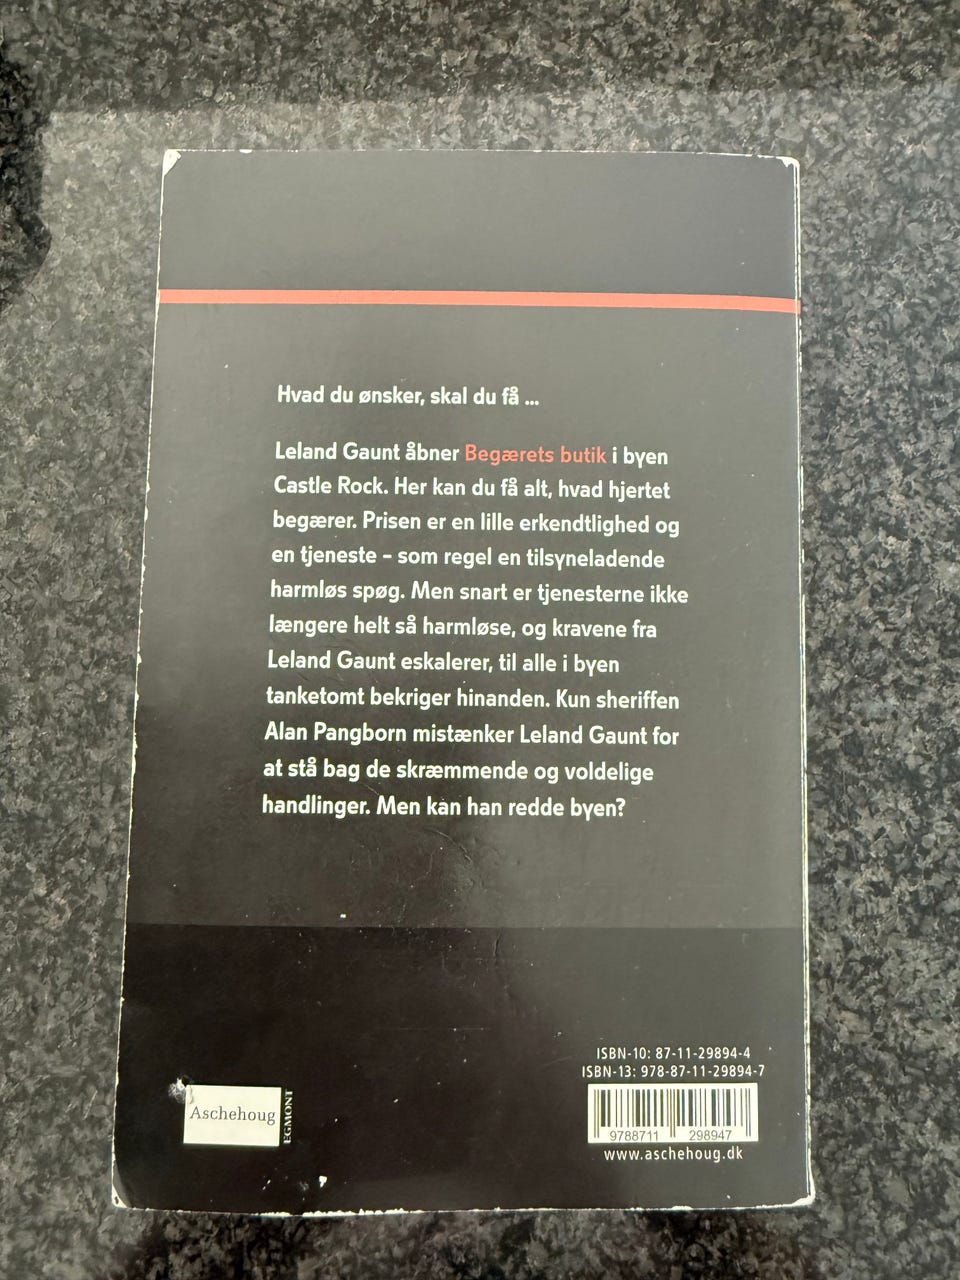 Hvad du ønsker, skal du få ...
Leland Gaunt åbner Begærets butik i byen
Castle Rock. Her kan du få alt, hvad hjertet
begærer. Prisen er en lille erkendtlighed og
en tjeneste – som regel en tilsyneladende
harmløs spøg. Men snart er tjenesterne ikke
længere helt så harmløse, og kravene fra
Leland Gaunt eskalerer, til alle i byen
tanketomt bekriger hinanden. Kun sheriffen
Alan Pangborn mistænker Leland Gaunt for
at stå bag de skræmmende og voldelige
handlinger. Men kan han redde byen?
ISBN-10: 87-11-29894-4
ISBN-13: 978-87-11-29894-7
9788711 298947
www.aschehoug.dk
Aschehoug
EGMONT